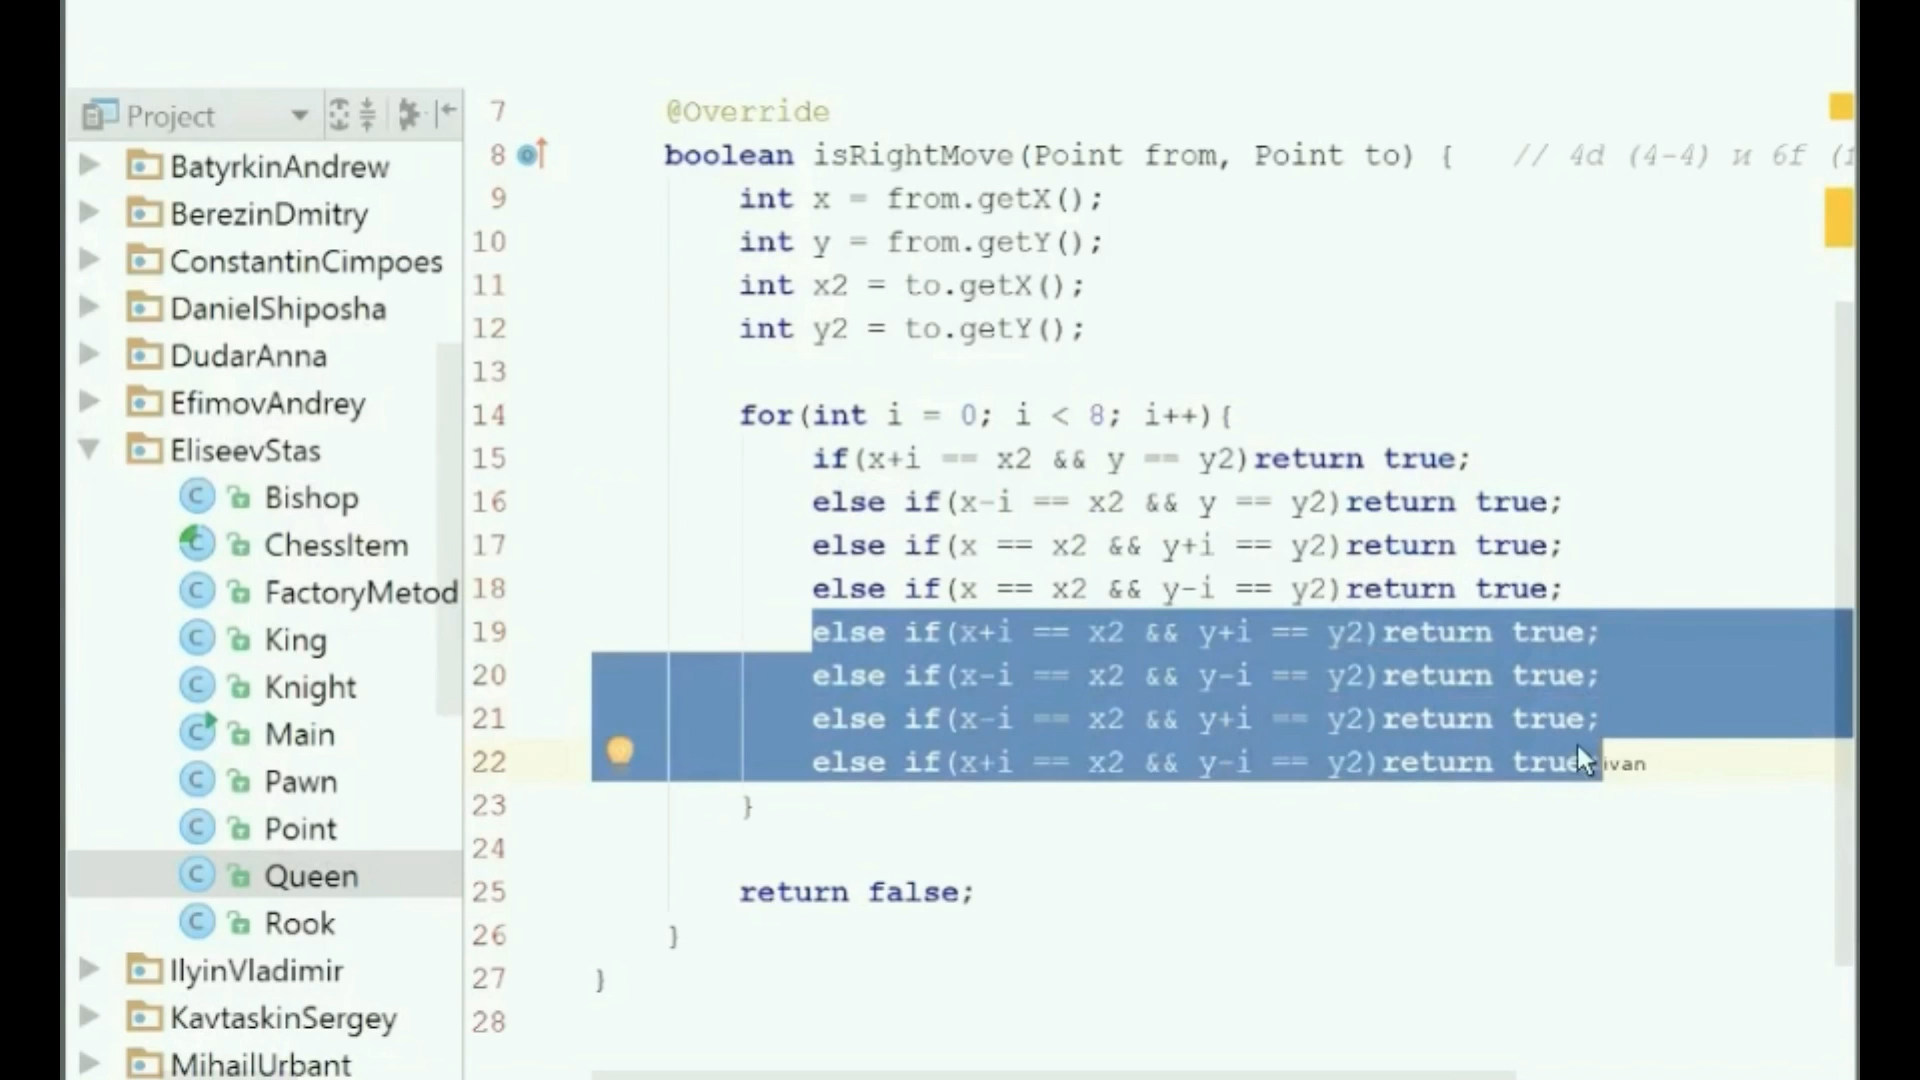 Project
BatyrkinAndrew
BerezinDmitry
ConstantinCimpoes
DanielShiposha
DudarAnna
EfimovAndrey
EliseevStas
Bishop
ChessItem
FactoryMetod
King
Knight
Main
Pawn
Point
Queen
Rook
IlyinVladimir
KavtaskinSergey
MihailUrbant
7 @Override
8 boolean isRightMove(Point from, Point to) { // 4d (4-4) и 6f (
9 int x = from.getX();
10 int y = from.getY();
11 int x2 = to.getX();
12 int y2 = to.getY();
13
14 for(int i = 0; i < 8; i++){
15 if(x+i == x2 && y == y2)return true;
16 else if(x-i == x2 && y == y2)return true;
17 else if(x == x2 && y+i == y2)return true;
18 else if(x == x2 && y-i == y2)return true;
19 else if(x+i == x2 && y+i == y2)return true;
20 else if(x-i == x2 && y-i == y2)return true;
21 else if(x-i == x2 && y+i == y2)return true;
22 else if(x+i == x2 && y-i == y2)return true ivan
23 }
24
25 return false;
26 }
27 }
28